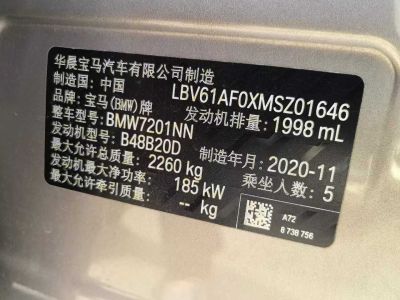 华晨宝马汽车有限公司制造
制造国: 中国 LBV61AF0XMSZ01646
品牌: 宝马(BMW)牌 发动机排量: 1998 mL
整车型号: BMW7201NN
发动机型号: B48B20D 制造年月: 2020-11
最大允许总质量: 2260 kg 乘坐人数: 5
发动机最大净功率: 185 kW
最大允许牵引质量: -- kg
A72
8 738 756